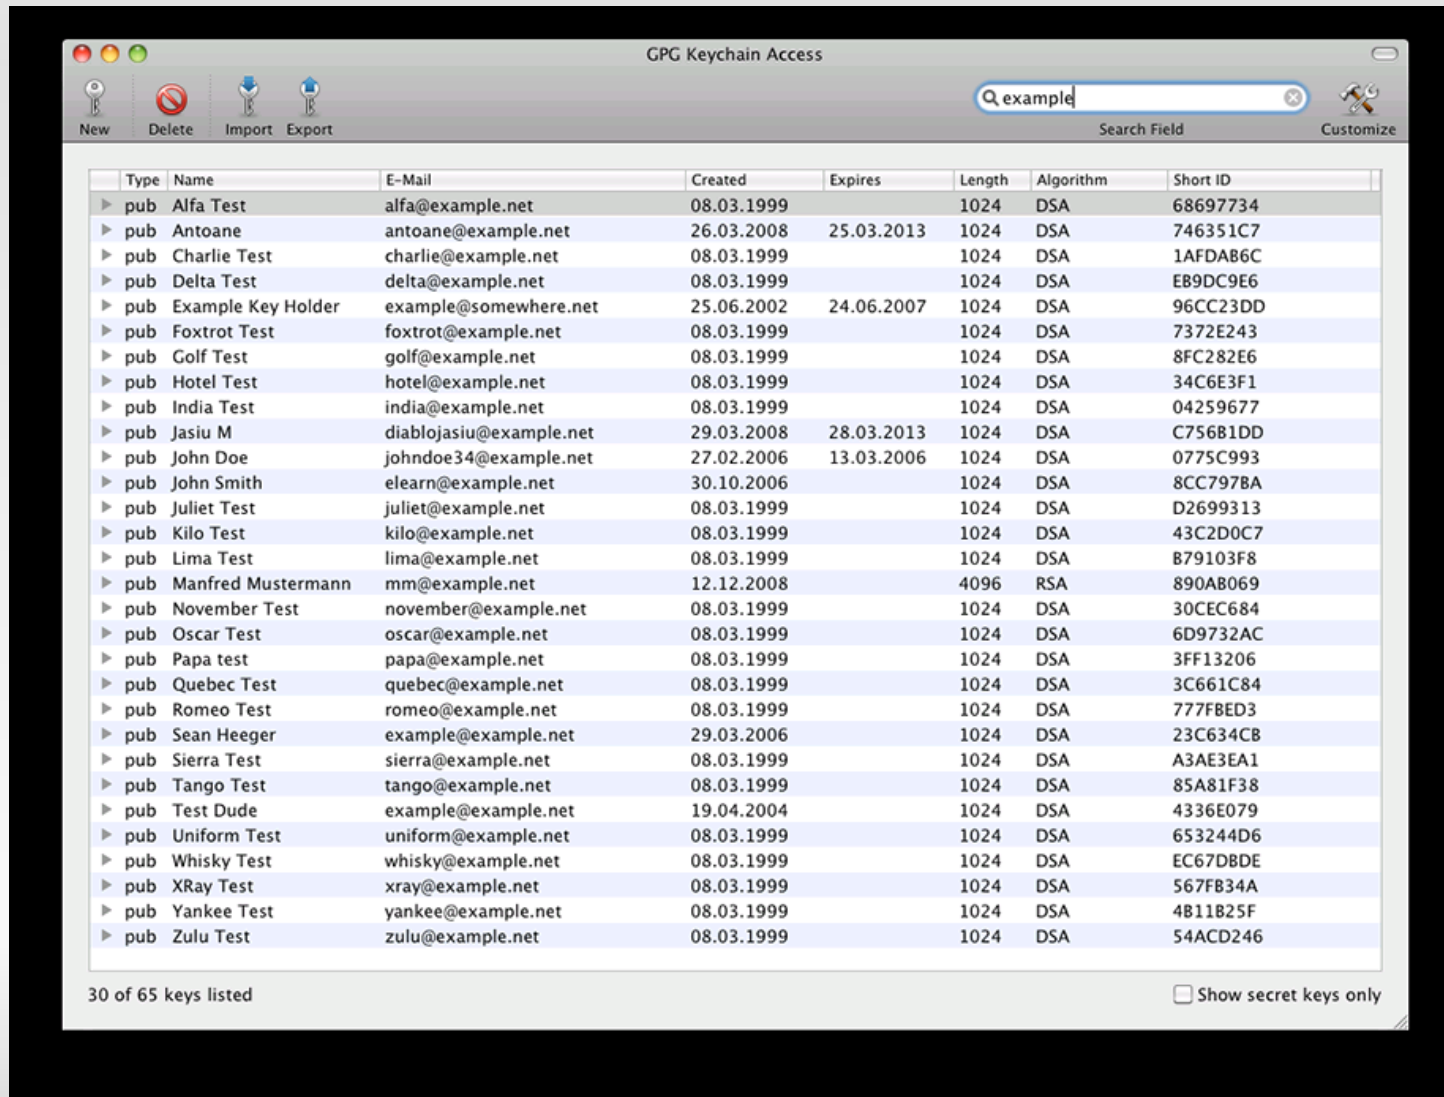 GPG Keychain Access
example
New Delete Import Export Search Field Customize
Type Name E-Mail Created Expires Length Algorithm Short ID
pub Alfa Test alfa@example.net 08.03.1999 1024 DSA 68697734
pub Antoane antoane@example.net 26.03.2008 25.03.2013 1024 DSA 746351C7
pub Charlie Test charlie@example.net 08.03.1999 1024 DSA 1AFDAB6C
pub Delta Test delta@example.net 08.03.1999 1024 DSA EB9DC9E6
pub Example Key Holder example@somewhere.net 25.06.2002 24.06.2007 1024 DSA 96CC23DD
pub Foxtrot Test foxtrot@example.net 08.03.1999 1024 DSA 7372E243
pub Golf Test golf@example.net 08.03.1999 1024 DSA 8FC282E6
pub Hotel Test hotel@example.net 08.03.1999 1024 DSA 34C6E3F1
pub India Test india@example.net 08.03.1999 1024 DSA 04259677
pub Jasiu M diablojasiu@example.net 29.03.2008 28.03.2013 1024 DSA C756B1DD
pub John Doe johndoe34@example.net 27.02.2006 13.03.2006 1024 DSA 0775C993
pub John Smith elearn@example.net 30.10.2006 1024 DSA 8CC797BA
pub Juliet Test juliet@example.net 08.03.1999 1024 DSA D2699313
pub Kilo Test kilo@example.net 08.03.1999 1024 DSA 43C2D0C7
pub Lima Test lima@example.net 08.03.1999 1024 DSA B79103F8
pub Manfred Mustermann mm@example.net 12.12.2008 4096 RSA 890AB069
pub November Test november@example.net 08.03.1999 1024 DSA 30CEC684
pub Oscar Test oscar@example.net 08.03.1999 1024 DSA 6D9732AC
pub Papa test papa@example.net 08.03.1999 1024 DSA 3FF13206
pub Quebec Test quebec@example.net 08.03.1999 1024 DSA 3C661C84
pub Romeo Test romeo@example.net 08.03.1999 1024 DSA 777FBED3
pub Sean Heeger example@example.net 29.03.2006 1024 DSA 23C634CB
pub Sierra Test sierra@example.net 08.03.1999 1024 DSA A3AE3EA1
pub Tango Test tango@example.net 08.03.1999 1024 DSA 85A81F38
pub Test Dude example@example.net 19.04.2004 1024 DSA 4336E079
pub Uniform Test uniform@example.net 08.03.1999 1024 DSA 653244D6
pub Whisky Test whisky@example.net 08.03.1999 1024 DSA EC67DBDE
pub XRay Test xray@example.net 08.03.1999 1024 DSA 567FB34A
pub Yankee Test yankee@example.net 08.03.1999 1024 DSA 4B11B25F
pub Zulu Test zulu@example.net 08.03.1999 1024 DSA 54ACD246
30 of 65 keys listed Show secret keys only